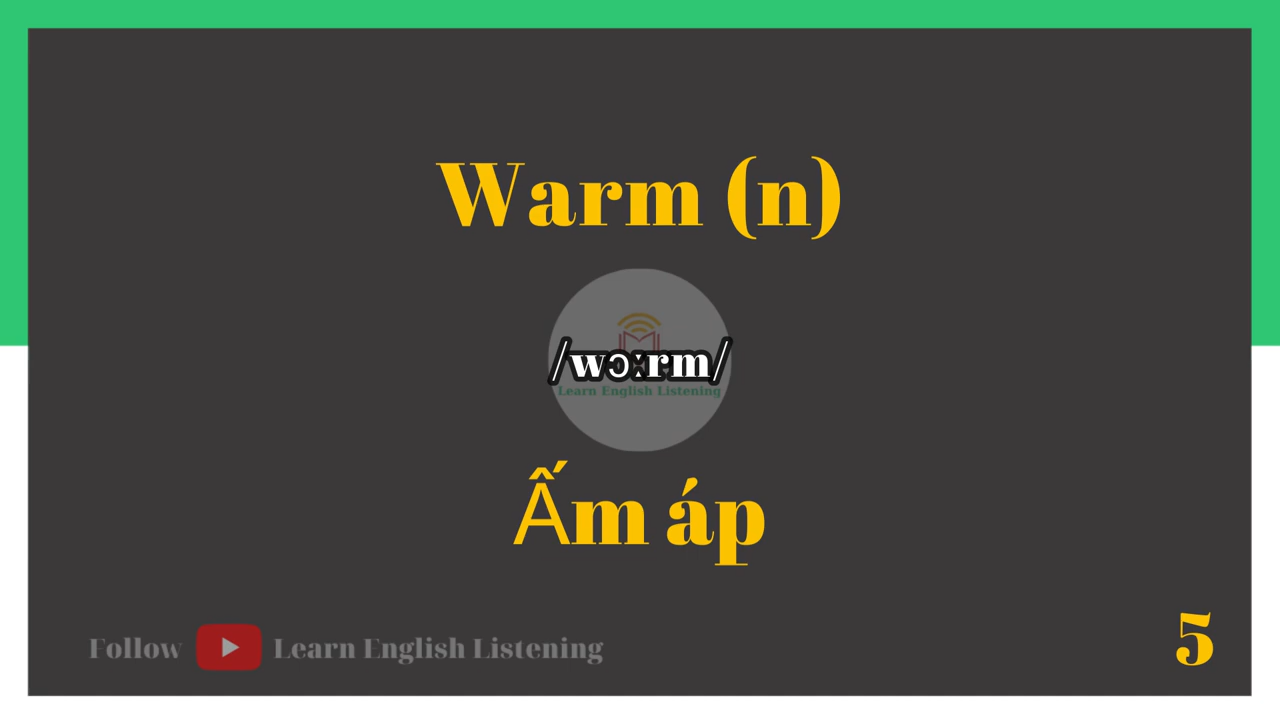 Warm (n)
/wɔːrm/
Learn English Listening
Ấm áp
Follow Learn English Listening
5